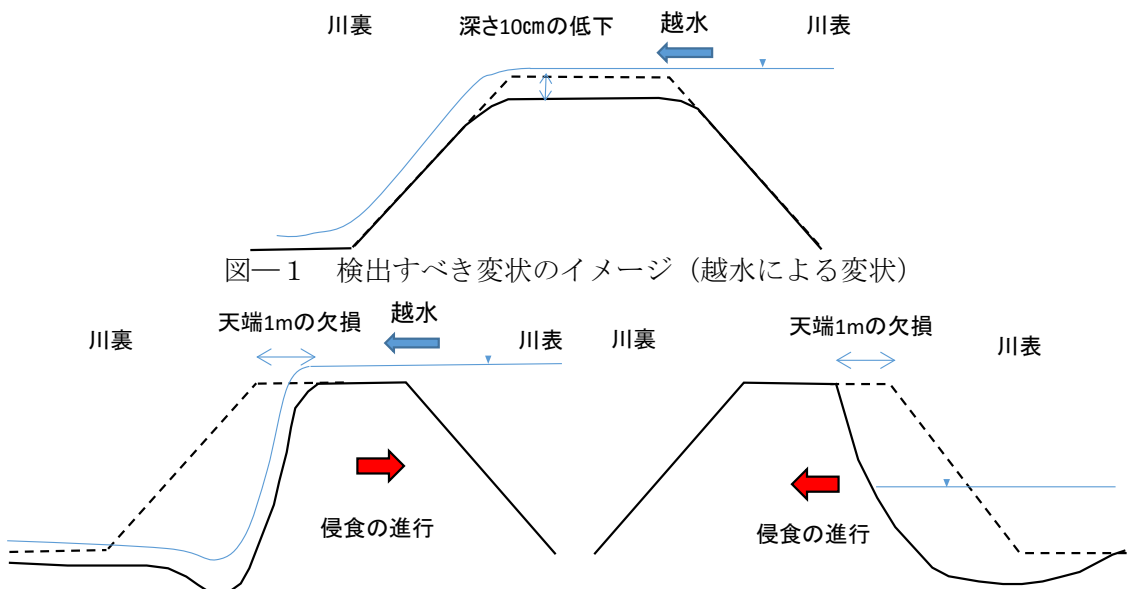 川裏
深さ10㎝の低下
越水
川表
図―1 検出すべき変状のイメージ（越水による変状）
川裏
天端1mの欠損
越水
川表
侵食の進行
川裏
天端1mの欠損
川表
侵食の進行